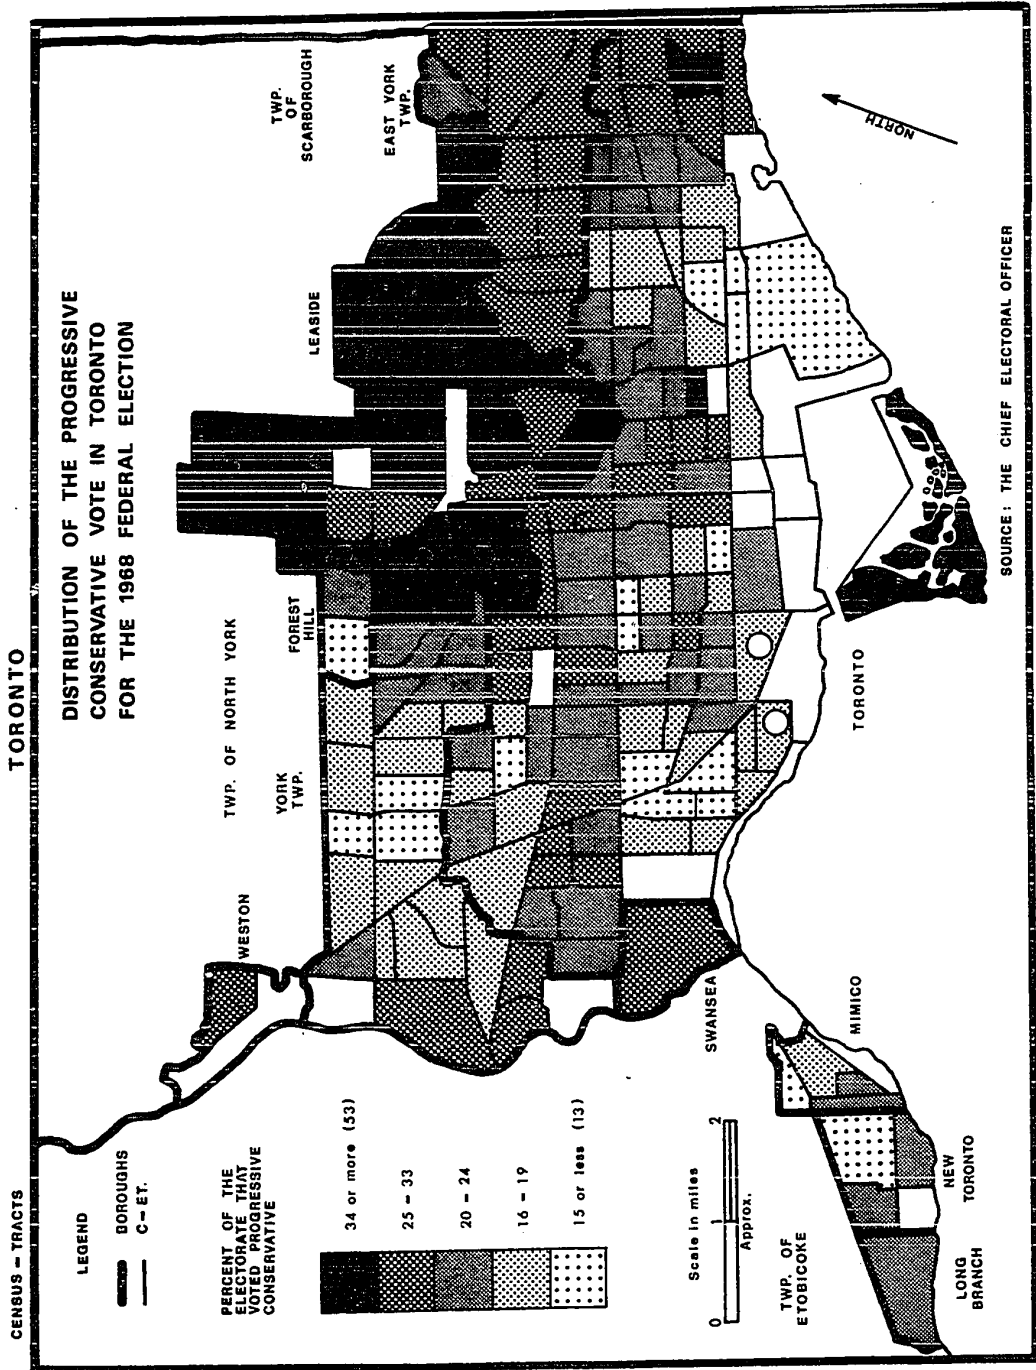 TORONTO
CENSUS – TRACTS
DISTRIBUTION OF THE PROGRESSIVE
CONSERVATIVE VOTE IN TORONTO
FOR THE 1968 FEDERAL ELECTION
LEGEND
BOROUGHS
C – ET.
PERCENT OF THE
ELECTORATE THAT
VOTED PROGRESSIVE
CONSERVATIVE
34 or more (53)
25 – 33
20 – 24
16 – 19
15 or less (13)
Scale in miles
0 1 2
Approx.
WESTON
TWP. OF NORTH YORK
YORK
TWP.
FOREST
HILL
LEASIDE
TWP.
OF
SCARBOROUGH
EAST YORK
TWP.
SWANSEA
MIMICO
TWP. OF
ETOBICOKE
NEW
TORONTO
LONG
BRANCH
TORONTO
NORTH
SOURCE: THE CHIEF ELECTORAL OFFICER